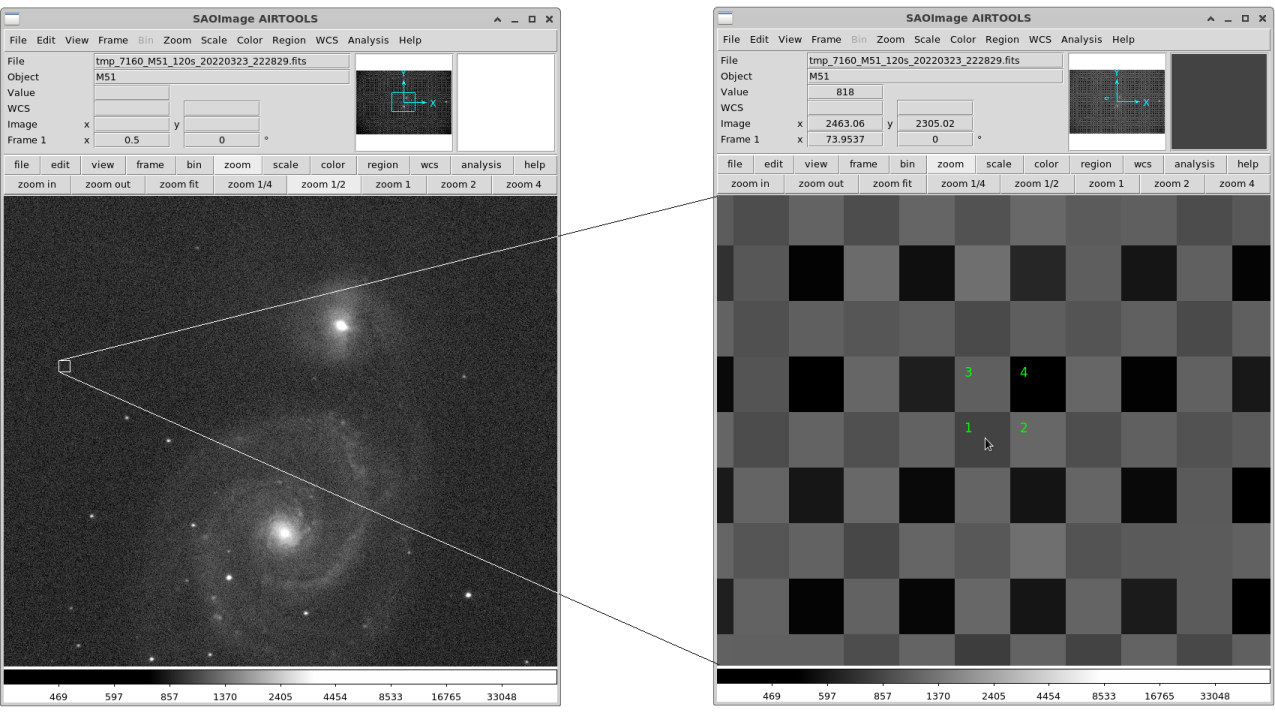 SAOImage AIRTOOLS
File Edit View Frame Bin Zoom Scale Color Region WCS Analysis Help
File tmp_7160_M51_120s_20220323_222829.fits
Object M51
Value
WCS
Image x y
Frame 1 x 0.5 0 °
Y
X
file edit view frame bin zoom scale color region wcs analysis help
zoom in zoom out zoom fit zoom 1/4 zoom 1/2 zoom 1 zoom 2 zoom 4
469 597 857 1370 2405 4454 8533 16765 33048
SAOImage AIRTOOLS
File Edit View Frame Bin Zoom Scale Color Region WCS Analysis Help
File tmp_7160_M51_120s_20220323_222829.fits
Object M51
Value 818
WCS
Image x 2463.06 y 2305.02
Frame 1 x 73.9537 0 °
Y
X
file edit view frame bin zoom scale color region wcs analysis help
zoom in zoom out zoom fit zoom 1/4 zoom 1/2 zoom 1 zoom 2 zoom 4
3 4
1 2
469 597 857 1370 2405 4454 8533 16765 33048